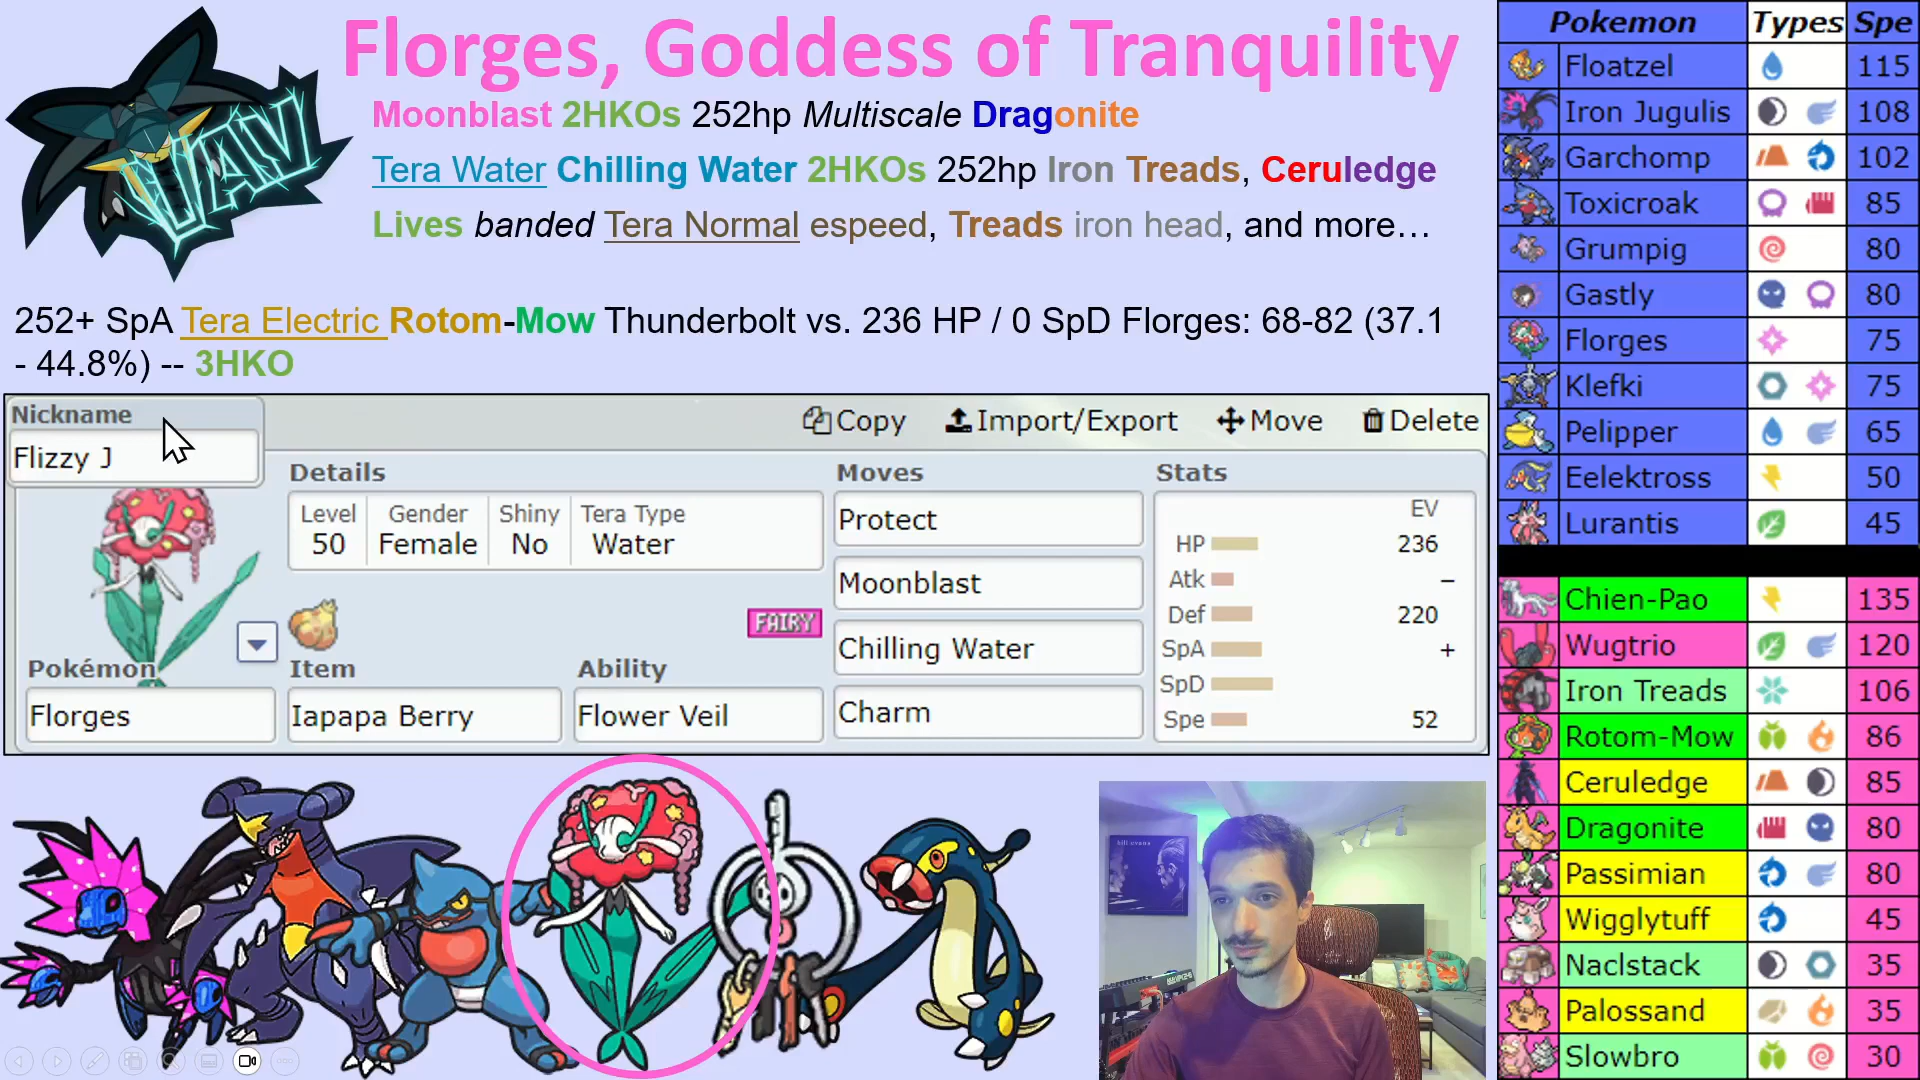 Florges, Goddess of Tranquility
Moonblast 2HKOs 252hp Multiscale Dragonite
Tera Water Chilling Water 2HKOs 252hp Iron Treads, Ceruledge
Lives banded Tera Normal espeed, Treads iron head, and more…
252+ SpA Tera Electric Rotom-Mow Thunderbolt vs. 236 HP / 0 SpD Florges: 68-82 (37.1
- 44.8%) -- 3HKO
Nickname
Flizzy J
Copy Import/Export Move Delete
Details
Level Gender Shiny Tera Type
50 Female No Water
FAIRY
Pokémon
Florges
Item
Iapapa Berry
Ability
Flower Veil
Moves
Protect
Moonblast
Chilling Water
Charm
Stats
EV
HP 236
Atk –
Def 220
SpA +
SpD
Spe 52
Pokemon Types Spe
Floatzel 115
Iron Jugulis 108
Garchomp 102
Toxicroak 85
Grumpig 80
Gastly 80
Florges 75
Klefki 75
Pelipper 65
Eelektross 50
Lurantis 45
Chien-Pao 135
Wugtrio 120
Iron Treads 106
Rotom-Mow 86
Ceruledge 85
Dragonite 80
Passimian 80
Wigglytuff 45
Naclstack 35
Palossand 35
Slowbro 30